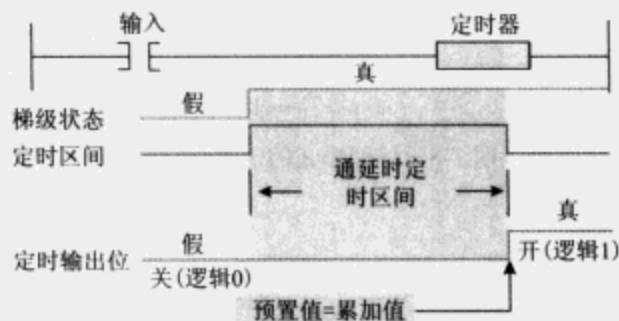 输入
定时器
真
假
梯级状态
定时区间
通延时定
时区间
真
假
定时输出位
开(逻辑1)
关(逻辑0)
预置值=累加值